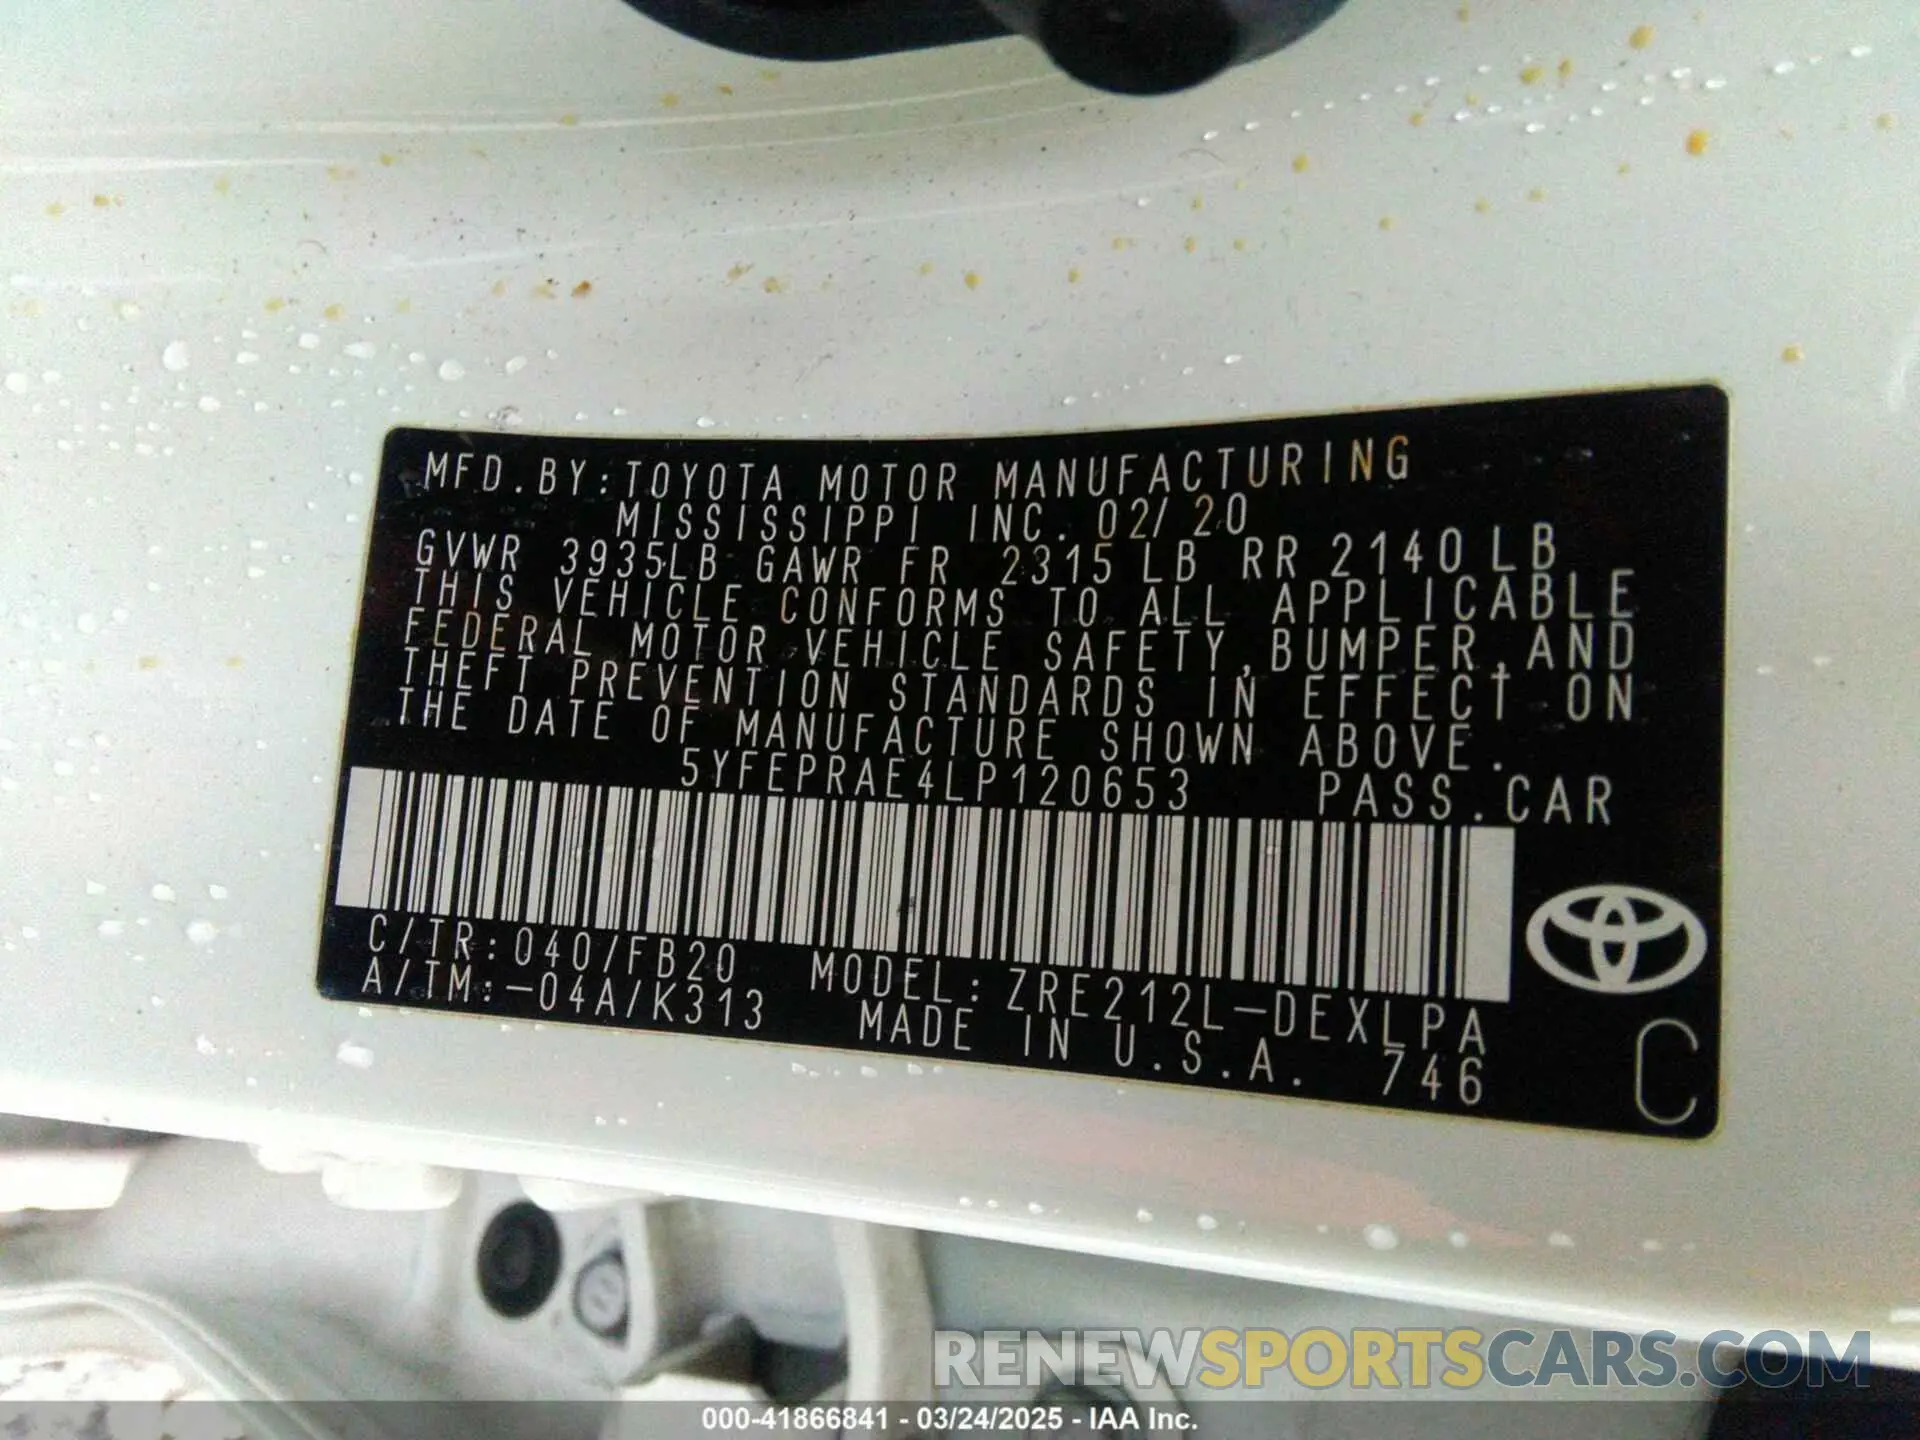 MFD.BY:TOYOTA MOTOR MANUFACTURING
MISSISSIPPI INC. 02/20
GVWR 3935LB GAWR FR 2315LB RR 2140LB
THIS VEHICLE CONFORMS TO ALL APPLICABLE
FEDERAL MOTOR VEHICLE SAFETY,BUMPER,AND
THEFT PREVENTION STANDARDS IN EFFECT ON
THE DATE OF MANUFACTURE SHOWN ABOVE.
5YFEPRAE4LP120653 PASS.CAR
C/TR:040/FB20 MODEL:ZRE212L-DEXLPA
A/TM:-04A/K313 MADE IN U.S.A. 746
C
RENEWSPORTSCARS.COM
000-41866841 - 03/24/2025 - IAA Inc.